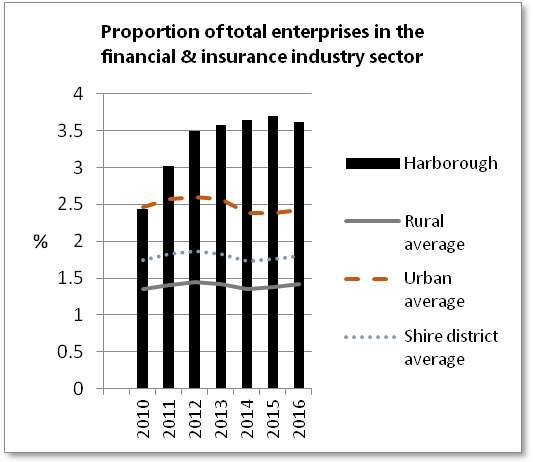 Proportion of total enterprises in the
financial & insurance industry sector
4
3.5
3
2.5
2
1.5
1
0.5
0
%
2010
2011
2012
2013
2014
2015
2016
Harborough
Rural
average
Urban
average
Shire district
average